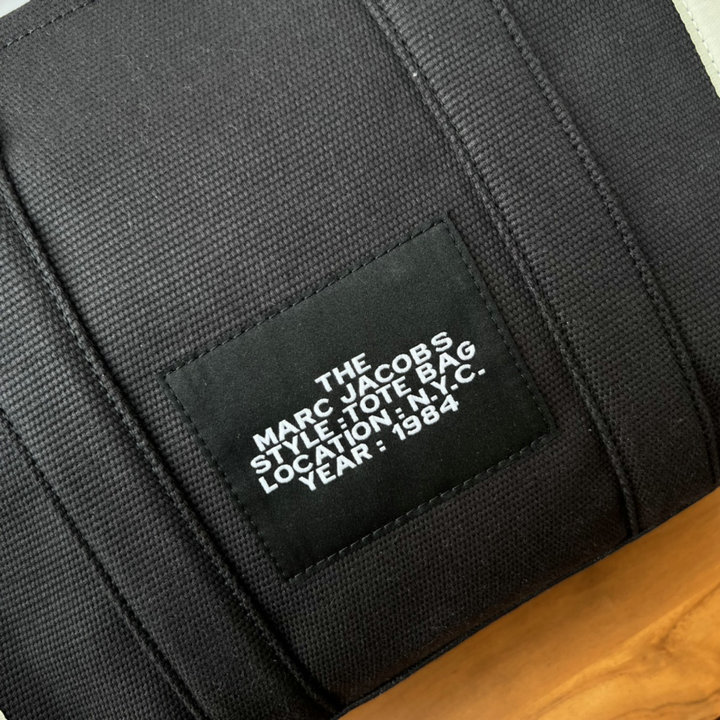 THE
MARC JACOBS
STYLE : TOTE BAG
LOCATION : N.Y.C.
YEAR : 1984